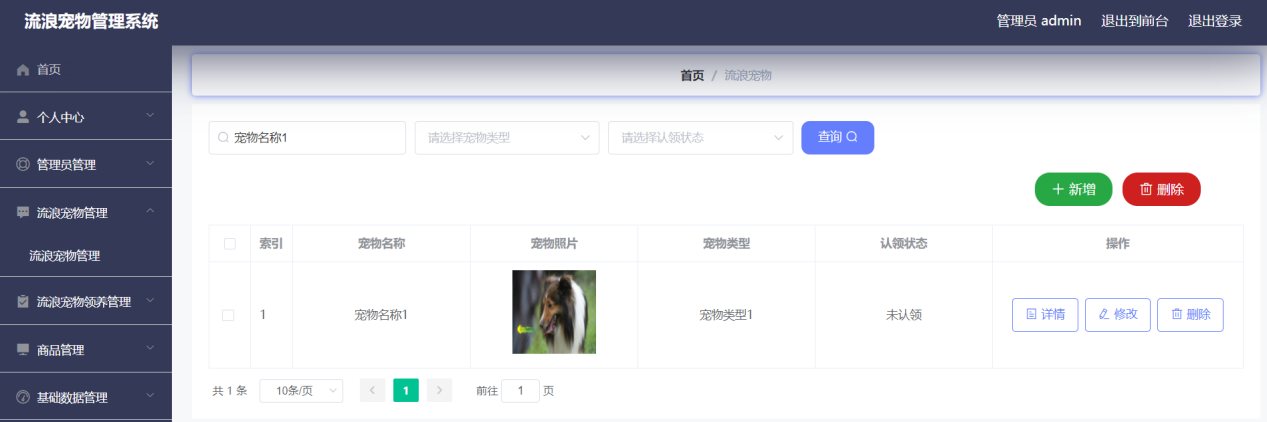 流浪宠物管理系统
管理员 admin 退出到前台 退出登录
首页
个人中心
管理员管理
流浪宠物管理
流浪宠物管理
流浪宠物领养管理
商品管理
基础数据管理
首页 / 流浪宠物
宠物名称1 请选择宠物类型 请选择认领状态 查询
新增 删除
索引 宠物名称 宠物照片 宠物类型 认领状态 操作
1 宠物名称1 宠物类型1 未认领 详情 修改 删除
共 1 条 10条/页 1 前往 1 页